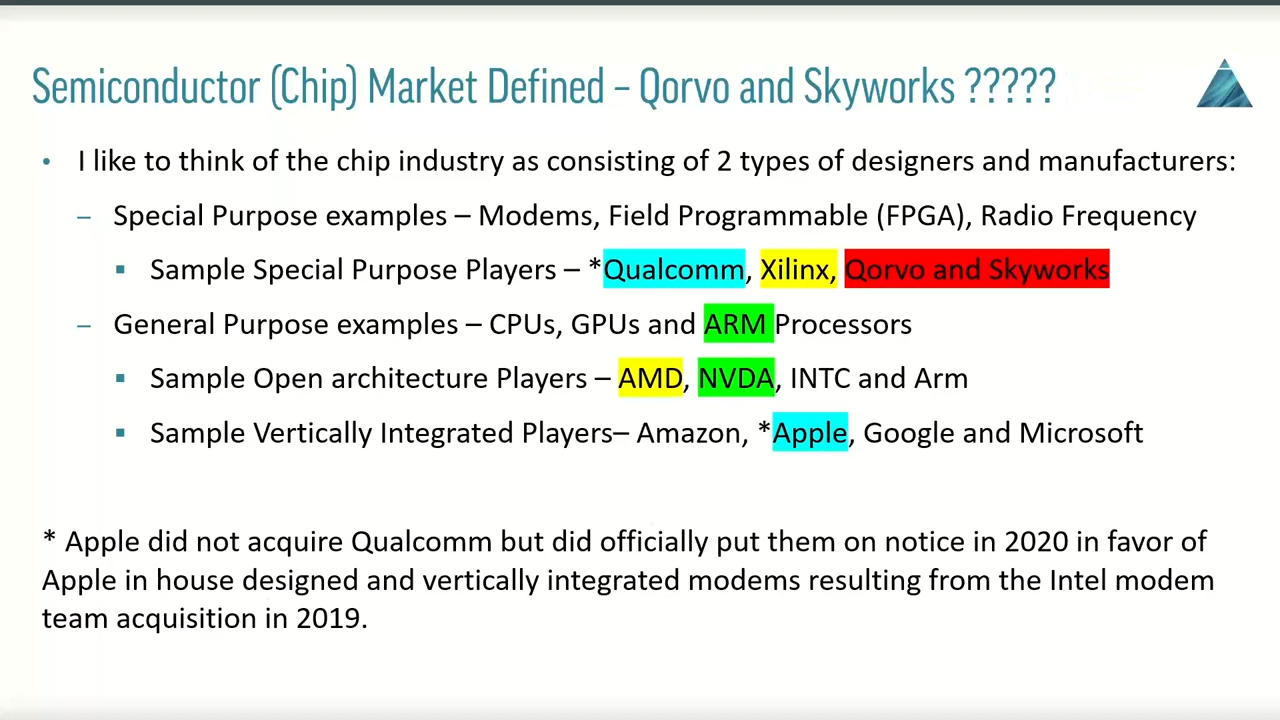 Semiconductor (Chip) Market Defined – Qorvo and Skyworks ?????
• I like to think of the chip industry as consisting of 2 types of designers and manufacturers:
– Special Purpose examples – Modems, Field Programmable (FPGA), Radio Frequency
▪ Sample Special Purpose Players – *Qualcomm, Xilinx, Qorvo and Skyworks
– General Purpose examples – CPUs, GPUs and ARM Processors
▪ Sample Open architecture Players – AMD, NVDA, INTC and Arm
▪ Sample Vertically Integrated Players– Amazon, *Apple, Google and Microsoft
* Apple did not acquire Qualcomm but did officially put them on notice in 2020 in favor of
Apple in house designed and vertically integrated modems resulting from the Intel modem
team acquisition in 2019.